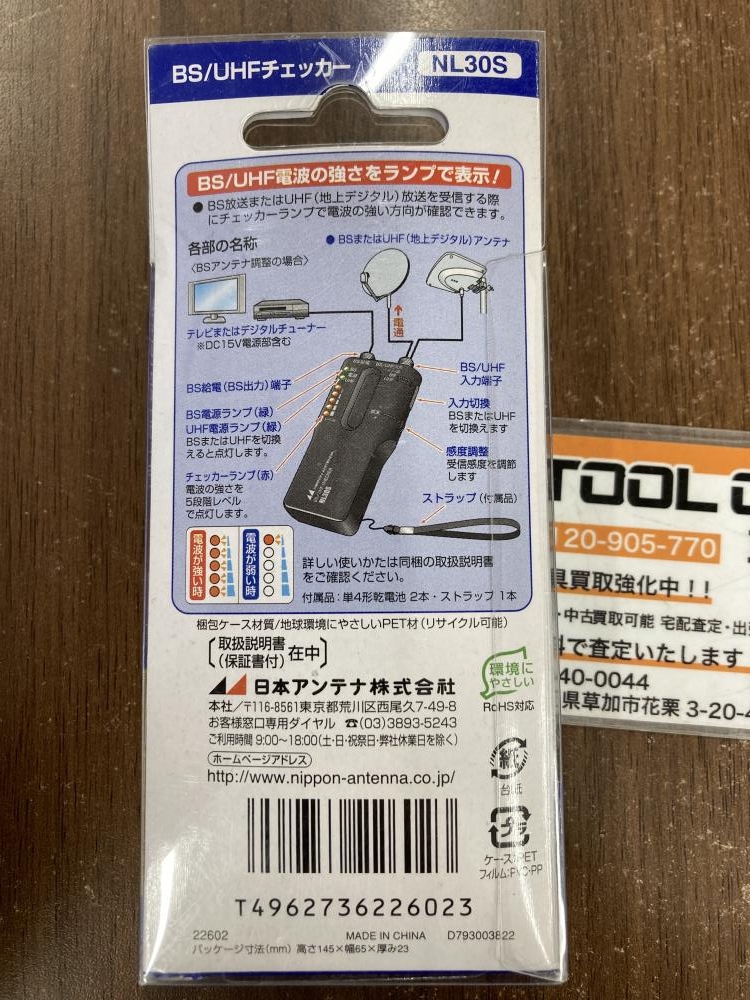 BS/UHFチェッカー NL30S
BS/UHF電波の強さをランプで表示!
●BS放送またはUHF(地上デジタル)放送を受信する際
にチェッカーランプで電波の強い方向が確認できます。
各部の名称
〈BSアンテナ調整の場合〉
●BSまたはUHF(地上デジタル)アンテナ
電通
テレビまたはデジタルチューナー
※DC15V電源部含む
BS給電(BS出力)端子
BS電源ランプ(緑)
UHF電源ランプ(緑)
BSまたはUHFを切換
えると点灯します。
チェッカーランプ(赤)
電波の強さを
5段階レベル
で点灯します。
BS/UHF
入力端子
入力切換
BSまたはUHF
を切換えます
感度調整
受信感度を調節
します
ストラップ(付属品)
NL30S
電波が強い時
電波が弱い時
詳しい使いかたは同梱の取扱説明書
をご確認ください。
付属品:単4形乾電池 2本・ストラップ 1本
梱包ケース材質/地球環境にやさしいPET材(リサイクル可能)
〔取扱説明書(保証書付)在中〕
日本アンテナ株式会社
本社/〒116-8561東京都荒川区西尾久7-49-8
お客様窓口専用ダイヤル ☎(03)3893-5243
ご利用時間 9:00〜18:00(土・日・祝祭日・弊社休業日を除く)
ホームページアドレス
http://www.nippon-antenna.co.jp/
環境に
やさしい
RoHS対応
紙
台紙
プラ
ケース:PET
フィルム:PVC・PP
T4962736226023
22602 MADE IN CHINA D793003822
パッケージ寸法(mm) 高さ145×幅65×厚み23
TOOL
120-905-770
具買取強化中!!
・中古買取可能 宅配査定・出
料で査定いたします
40-0044
県草加市花栗 3-20-4